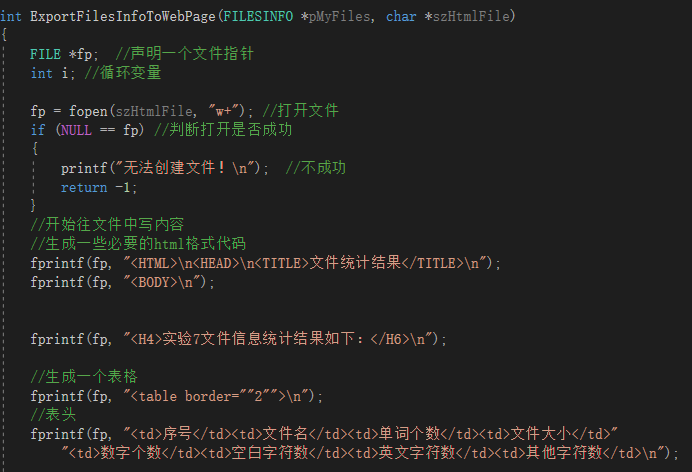 int ExportFilesInfoToWebPage(FILESINFO *pMyFiles, char *szHtmlFile)
{
FILE *fp; //声明一个文件指针
int i; //循环变量
fp = fopen(szHtmlFile, "w+"); //打开文件
if (NULL == fp) //判断打开是否成功
{
printf("无法创建文件！\n"); //不成功
return -1;
}
//开始往文件中写内容
//生成一些必要的html格式代码
fprintf(fp, "<HTML>\n<HEAD>\n<TITLE>文件统计结果</TITLE>\n");
fprintf(fp, "<BODY>\n");
fprintf(fp, "<H4>实验7文件信息统计结果如下：</H6>\n");
//生成一个表格
fprintf(fp, "<table border=""2"">\n");
//表头
fprintf(fp, "<td>序号</td><td>文件名</td><td>单词个数</td><td>文件大小</td>"
"<td>数字个数</td><td>空白字符数</td><td>英文字符数</td><td>其他字符数</td>\n");